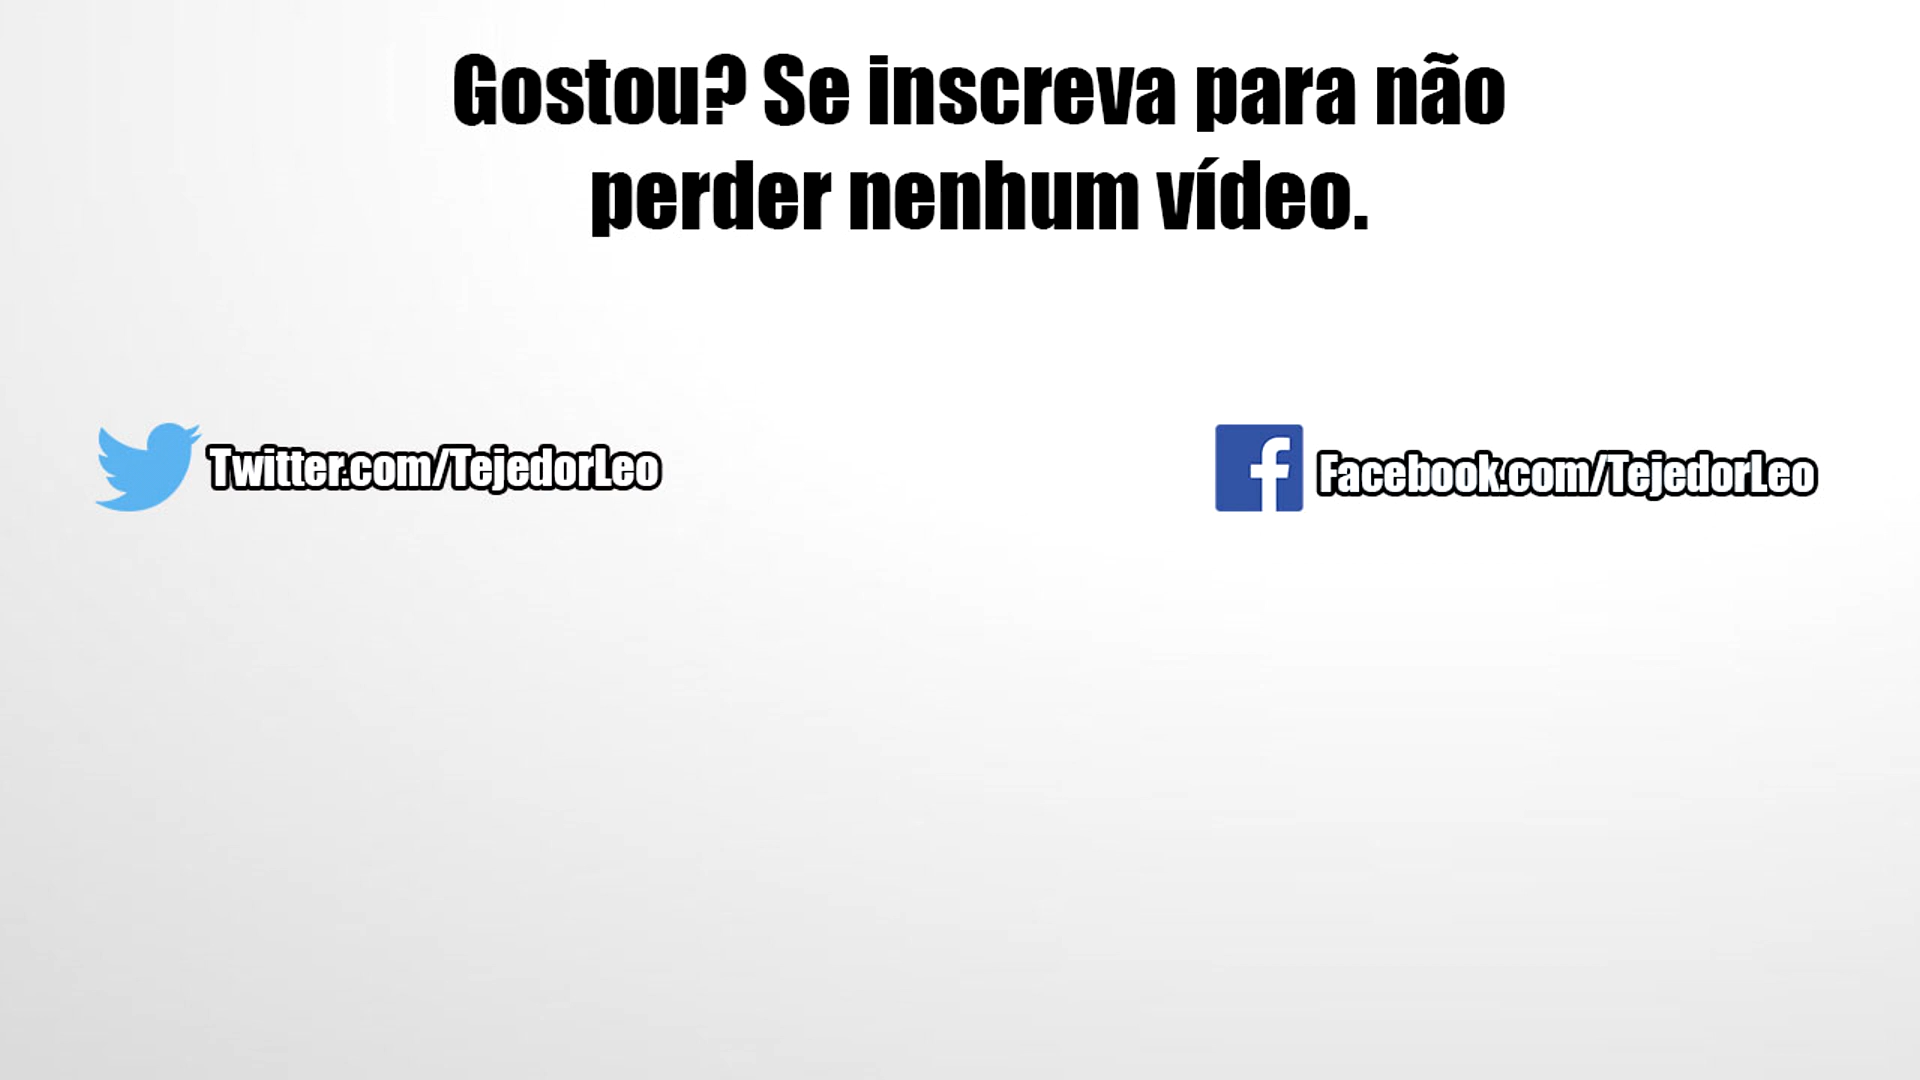 Gostou? Se inscreva para não
perder nenhum vídeo.
Twitter.com/TejedorLeo
Facebook.com/TejedorLeo